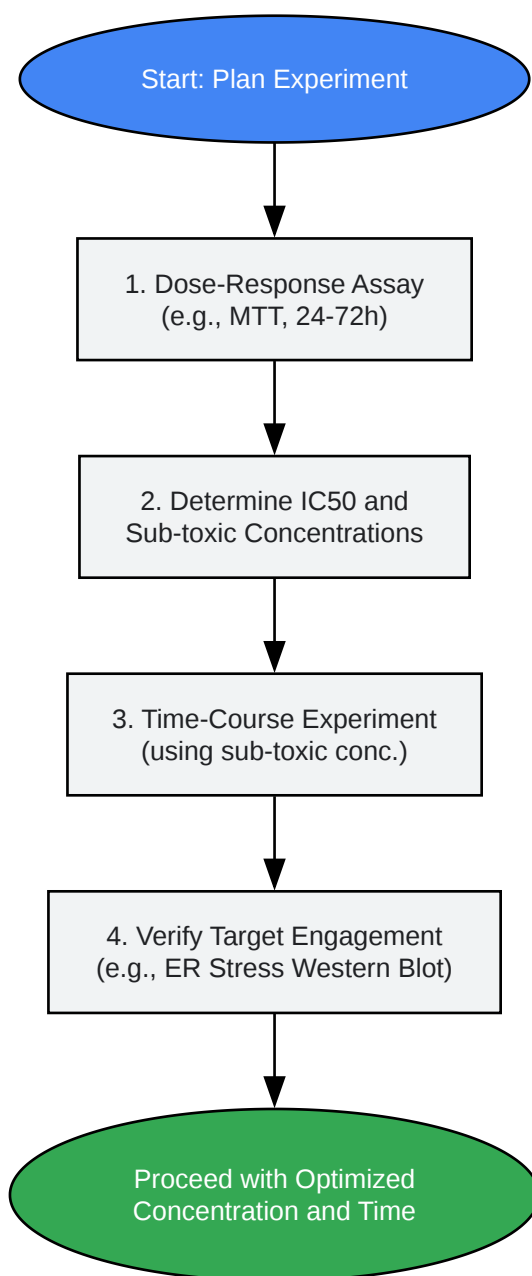 Start: Plan Experiment
1. Dose-Response Assay
(e.g., MTT, 24-72h)
2. Determine IC50 and
Sub-toxic Concentrations
3. Time-Course Experiment
(using sub-toxic conc.)
4. Verify Target Engagement
(e.g., ER Stress Western Blot)
Proceed with Optimized
Concentration and Time